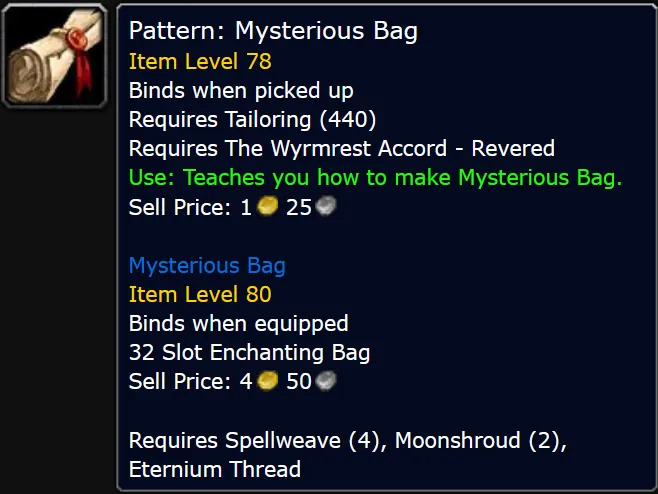 Pattern: Mysterious Bag
Item Level 78
Binds when picked up
Requires Tailoring (440)
Requires The Wyrmrest Accord - Revered
Use: Teaches you how to make Mysterious Bag.
Sell Price: 1 25
Mysterious Bag
Item Level 80
Binds when equipped
32 Slot Enchanting Bag
Sell Price: 4 50
Requires Spellweave (4), Moonshroud (2),
Eternium Thread